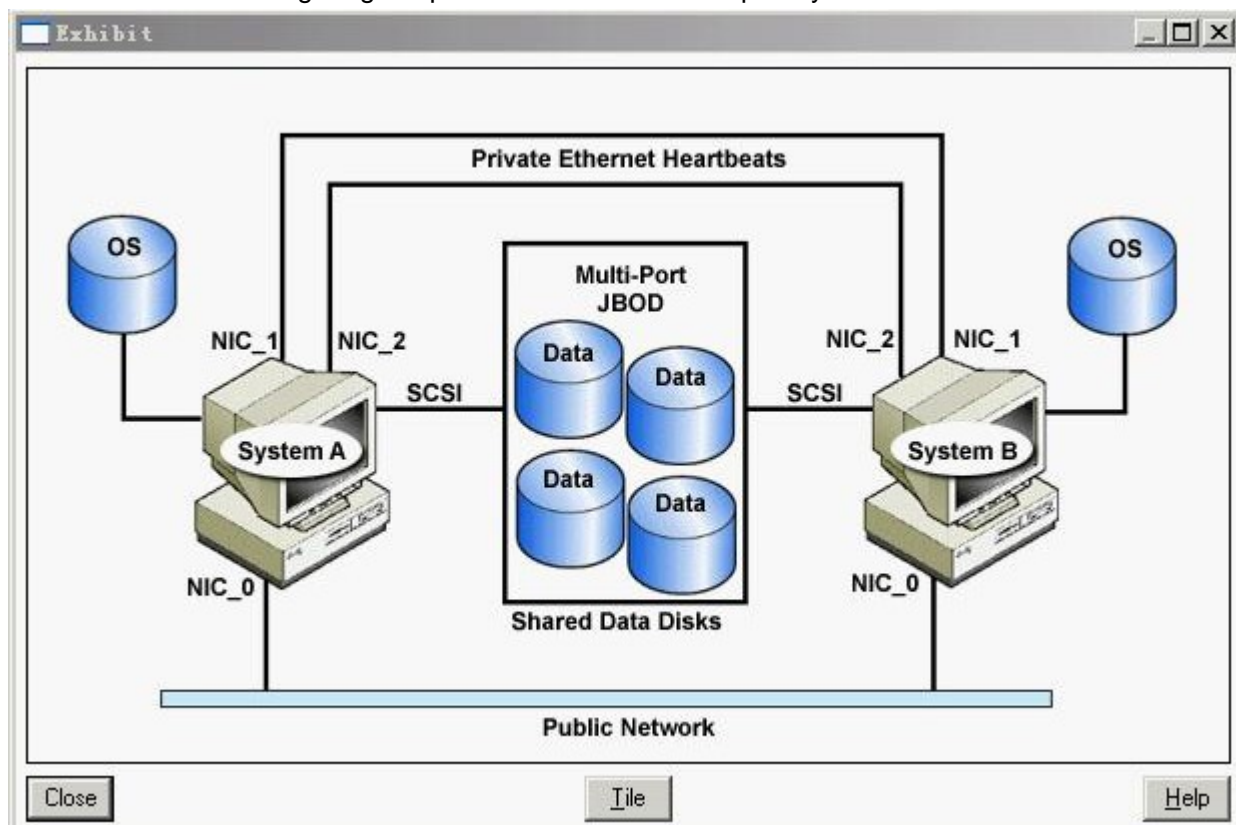 Exhibit
Private Ethernet Heartbeats
OS
OS
Multi-Port
JBOD
NIC_1
NIC_2
NIC_2
NIC_1
Data
Data
SCSI
SCSI
System A
System B
Data
Data
NIC_0
NIC_0
Shared Data Disks
Public Network
Close
Tile
Help